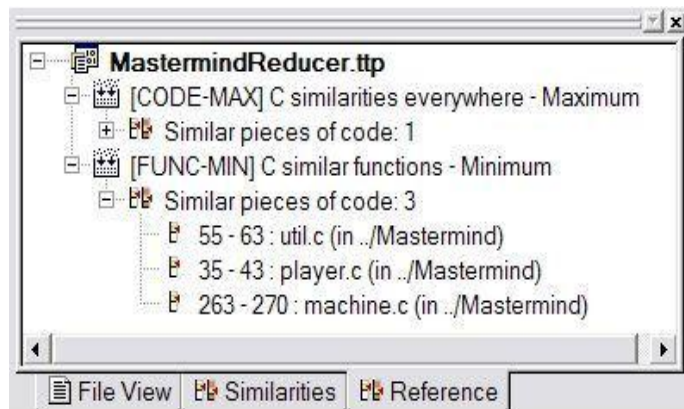 MastermindReducer.ttp
[CODE-MAX] C similarities everywhere - Maximum
Similar pieces of code: 1
[FUNC-MIN] C similar functions - Minimum
Similar pieces of code: 3
55 - 63 : util.c (in ../Mastermind)
35 - 43 : player.c (in ../Mastermind)
263 - 270 : machine.c (in ../Mastermind)
File View Similarities Reference